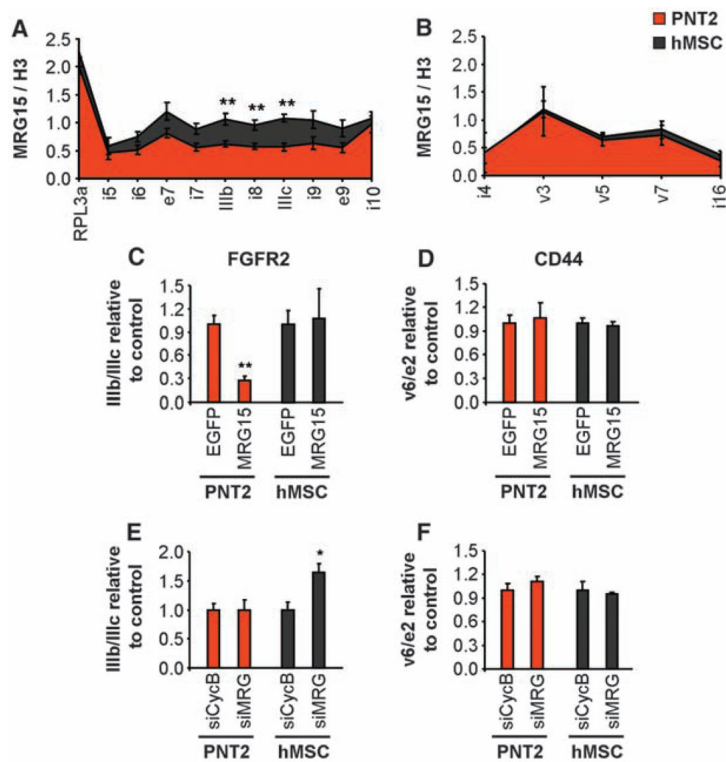 A
B
PNT2
hMSC
MRG15 / H3
2.5
2.0
1.5
1.0
0.5
0.0
** ** **
RPL3a
i5
i6
e7
i7
IIIb
i8
IIIc
i9
e9
i10
MRG15 / H3
2.5
2.0
1.5
1.0
0.5
0.0
i4
v3
v5
v7
i16
C
FGFR2
IIIb/IIIc relative
to control
1.5
1.2
0.9
0.6
0.3
0.0
**
EGFP
MRG15
EGFP
MRG15
PNT2
hMSC
D
CD44
v6/e2 relative
to control
1.5
1.2
0.9
0.6
0.3
0.0
EGFP
MRG15
EGFP
MRG15
PNT2
hMSC
E
IIIb/IIIc relative
to control
2.0
1.5
1.0
0.5
0.0
*
siCycB
siMRG
siCycB
siMRG
PNT2
hMSC
F
v6/e2 relative
to control
1.5
1.2
0.9
0.6
0.3
0.0
siCycB
siMRG
siCycB
siMRG
PNT2
hMSC